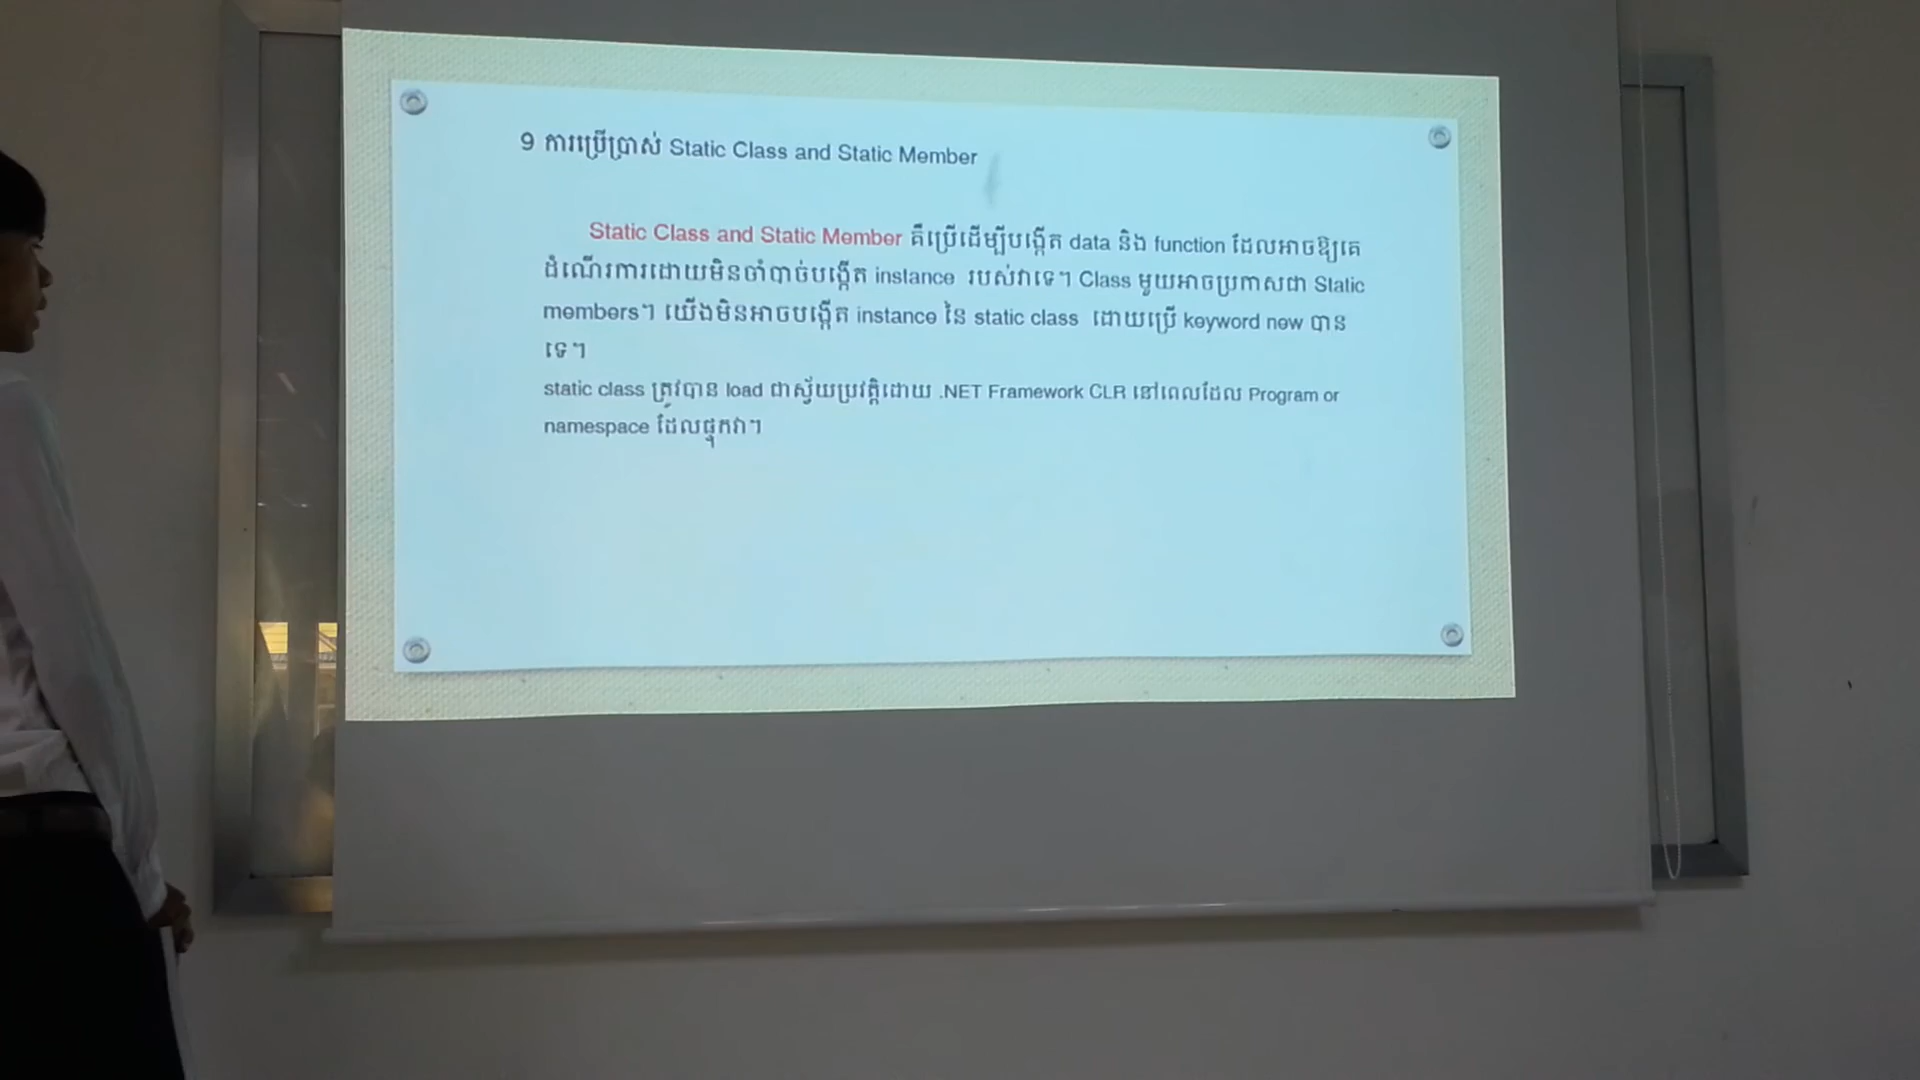 9 ការប្រើប្រាស់ Static Class and Static Member
Static Class and Static Member គឺប្រើដើម្បីបង្កើត data និង function ដែលអាចឱ្យគេ
ដំណើរការដោយមិនចាំបាច់បង្កើត instance របស់វាទេ។ Class មួយអាចប្រកាសជា Static
members។ យើងមិនអាចបង្កើត instance នៃ static class ដោយប្រើ keyword new បាន
ទេ។
static class ត្រូវបាន load ជាស្វ័យប្រវត្តិដោយ .NET Framework CLR នៅពេលដែល Program or
namespace ដែលផ្ទុកវា។